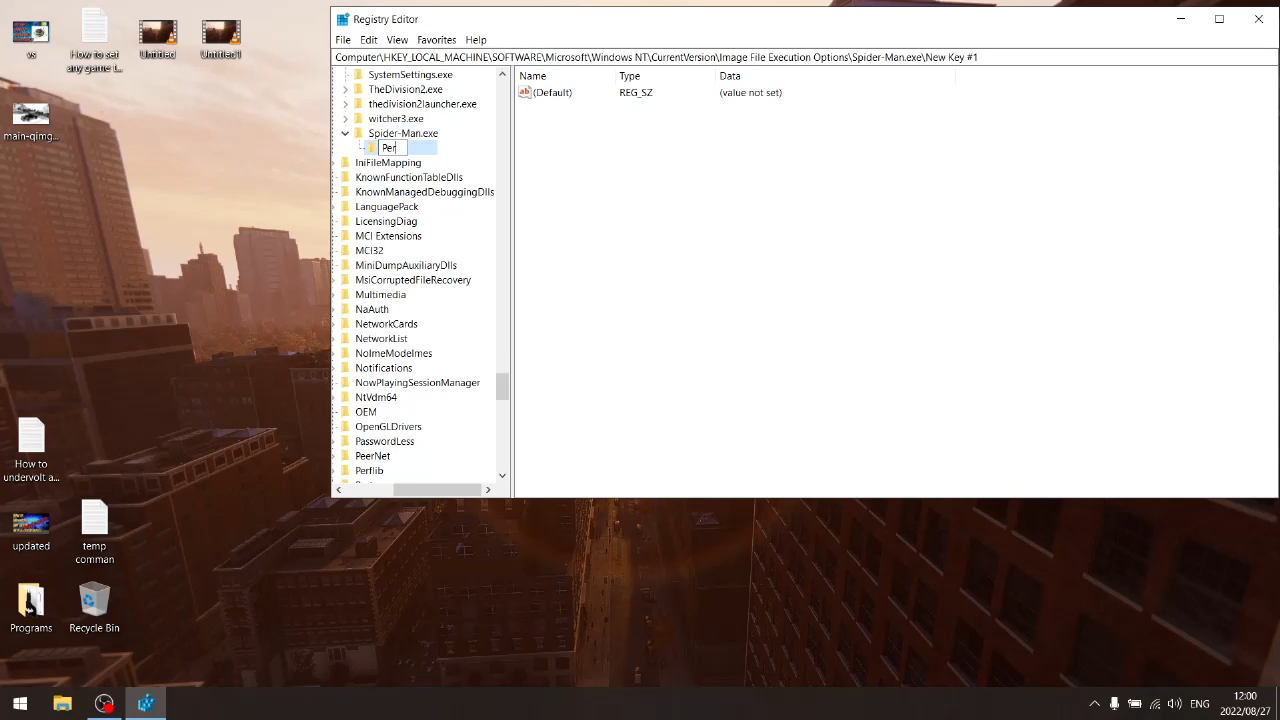 vs
How to set
any game t...
Untitled
Untitled1
main-qimg...
How to
undervolt a...
updated
temp
comman
Programs
Recycle Bin
Registry Editor
File Edit View Favorites Help
Computer\HKEY_LOCAL_MACHINE\SOFTWARE\Microsoft\Windows NT\CurrentVersion\Image File Execution Options\Spider-Man.exe\New Key #1
SystemSettings.exe
TheDivision2.exe
thedivision2launcher.exe
witcher3.exe
Spider-Man.exe
Per
IniFileMapping
KnownFunctionTableDlls
KnownManagedDebuggingDlls
LanguagePack
LicensingDiag
MCI Extensions
MCI32
MiniDumpAuxiliaryDlls
MsiCorruptedFileRecovery
Multimedia
NaAuth
NetworkCards
NetworkList
NoImeModeImes
Notifications
NowPlayingSessionManager
NtVdm64
OEM
OpenGLDrivers
PasswordLess
PeerNet
Perflib
Name Type Data
(Default) REG_SZ (value not set)
ENG
12:00
2022/08/27